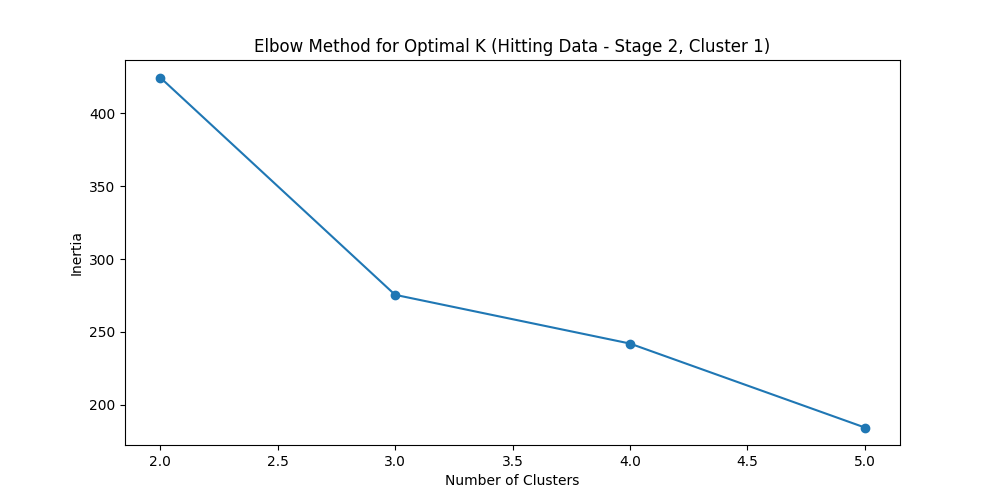 Elbow Method for Optimal K (Hitting Data - Stage 2, Cluster 1)
400
350
300
250
200
Inertia
2.0 2.5 3.0 3.5 4.0 4.5 5.0
Number of Clusters